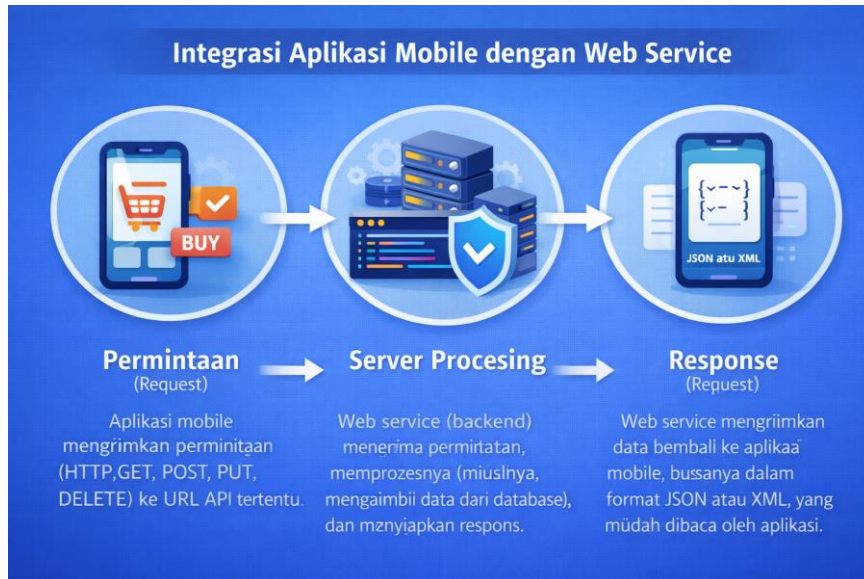 Integrasi Aplikasi Mobile dengan Web Service
BUY
JSON atu XML
Permintaan
(Request)
Aplikasi mobile
mengrimkan perminitaan
(HTTP,GET, POST, PUT,
DELETE) ke URL API tertentu.
Server Procesing
Web service (backend)
menerima permirtatan,
memprozesnya (miuslnya,
mengaimbii data dari database),
dan mznyiapkan respons.
Response
(Request)
Web service mengriimkan
data bembali ke aplikaa
mobile, bussanya dalam
format JSON atau XML, yang
müdah dibaca oleh aplikasi.